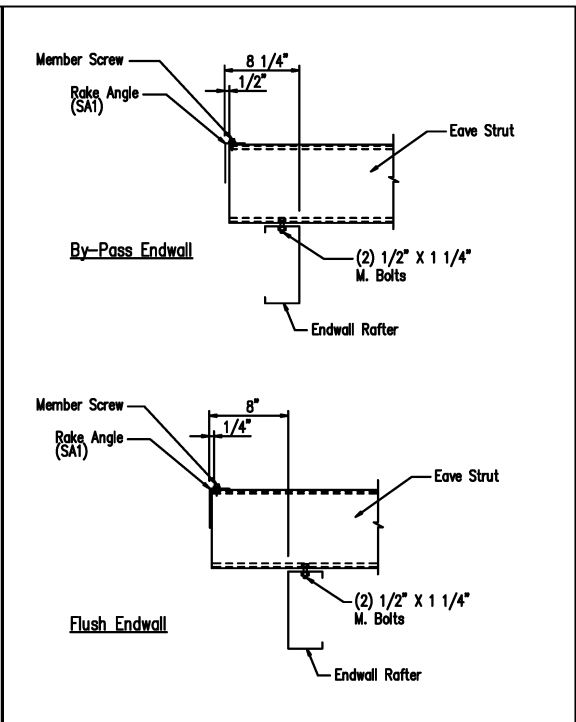 Member Screw
8 1/4"
1/2"
Rake Angle
(SA1)
Eave Strut
By-Pass Endwall
(2) 1/2" X 1 1/4"
M. Bolts
Endwall Rafter
Member Screw
8"
1/4"
Rake Angle
(SA1)
Eave Strut
(2) 1/2" X 1 1/4"
M. Bolts
Flush Endwall
Endwall Rafter